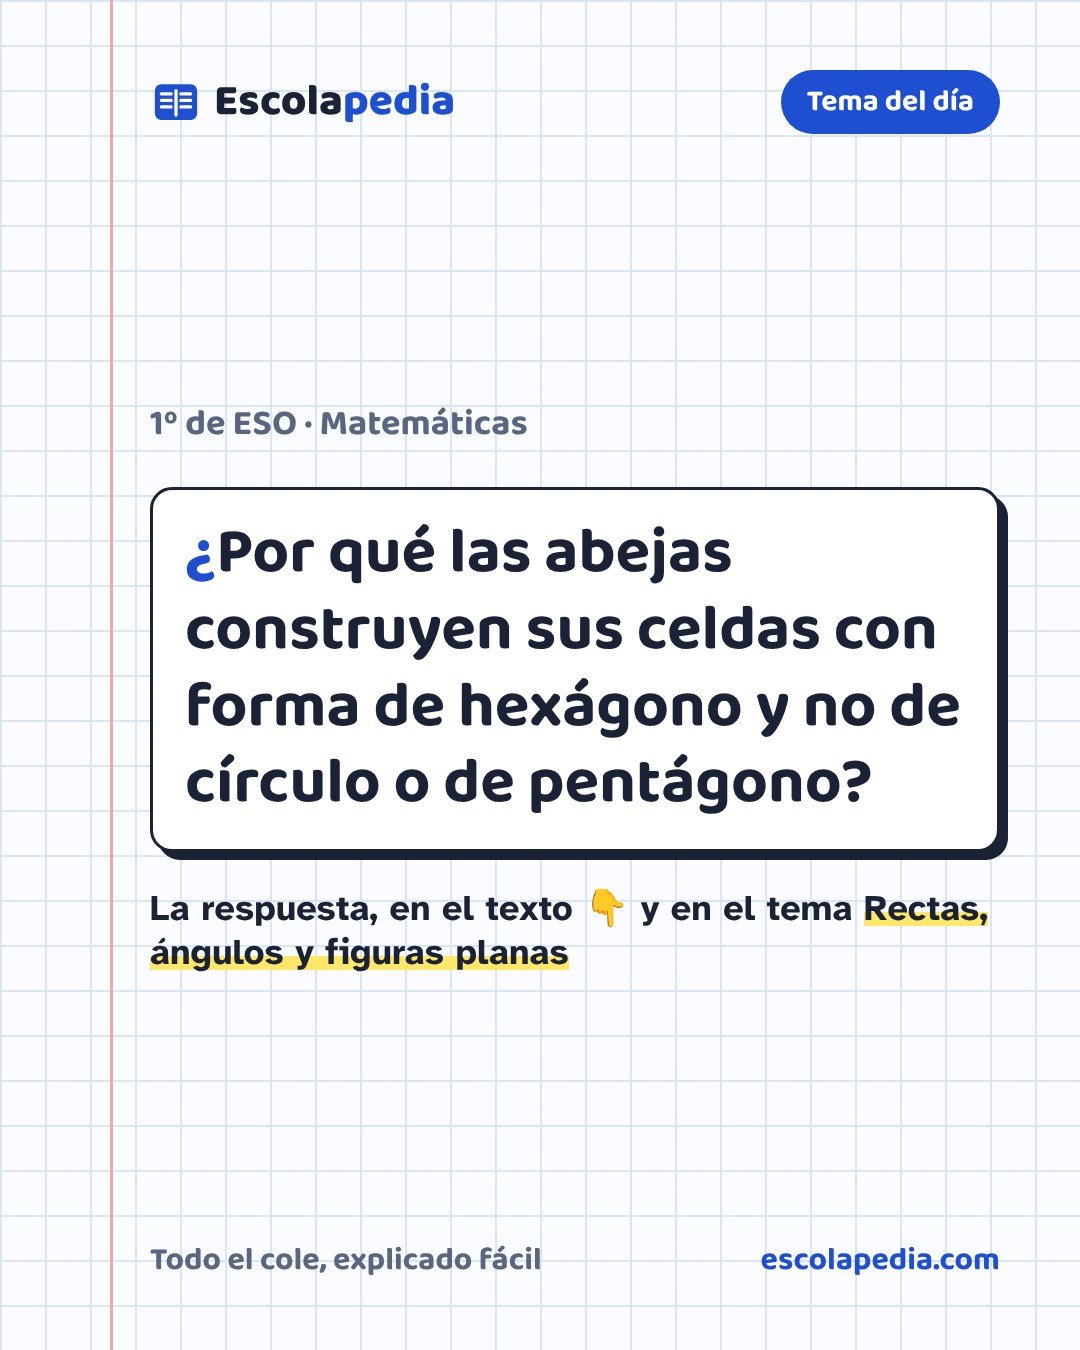 Escolapedia
Tema del día
1º de ESO · Matemáticas
¿Por qué las abejas
construyen sus celdas con
forma de hexágono y no de
círculo o de pentágono?
La respuesta, en el texto 👇 y en el tema Rectas,
ángulos y figuras planas
Todo el cole, explicado fácil
escolapedia.com